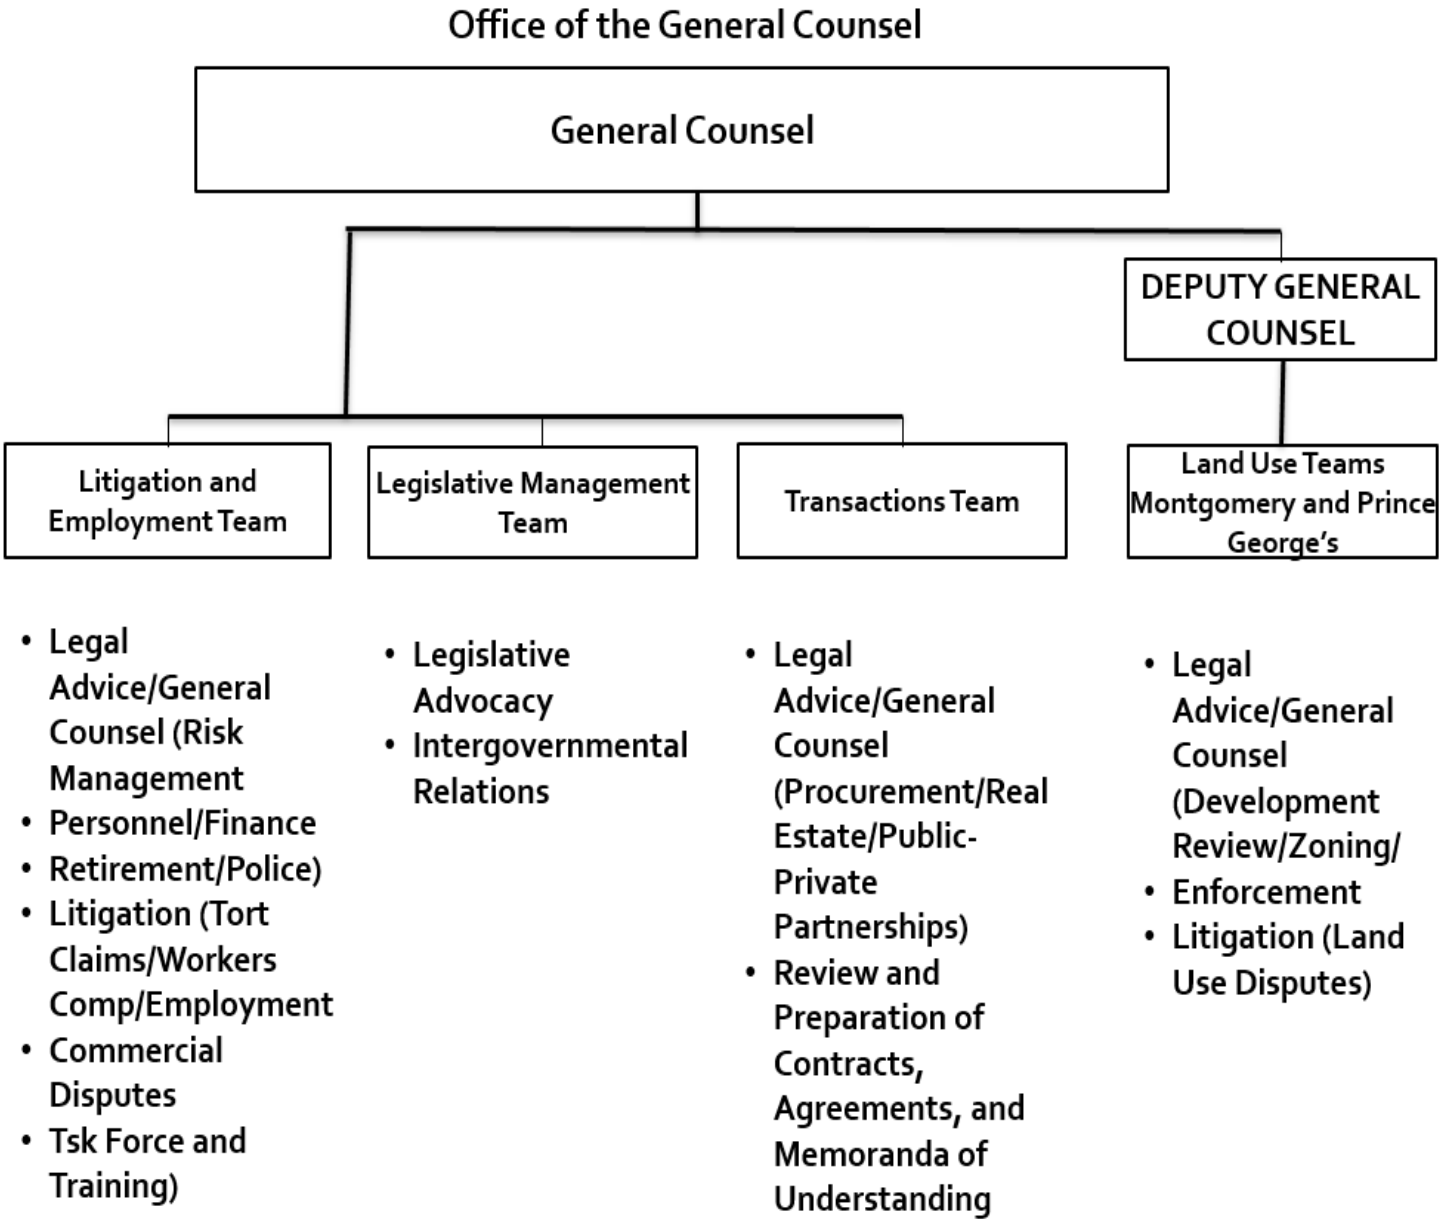 Office of the General Counsel
General Counsel
DEPUTY GENERAL
COUNSEL
Litigation and
Employment Team
Legislative Management
Team
Transactions Team
Land Use Teams
Montgomery and Prince
George’s
• Legal
Advice/General
Counsel (Risk
Management
• Personnel/Finance
• Retirement/Police)
• Litigation (Tort
Claims/Workers
Comp/Employment
• Commercial
Disputes
• Tsk Force and
Training)
• Legislative
Advocacy
• Intergovernmental
Relations
• Legal
Advice/General
Counsel
(Procurement/Real
Estate/Public-
Private
Partnerships)
• Review and
Preparation of
Contracts,
Agreements, and
Memoranda of
Understanding
• Legal
Advice/General
Counsel
(Development
Review/Zoning/
• Enforcement
• Litigation (Land
Use Disputes)